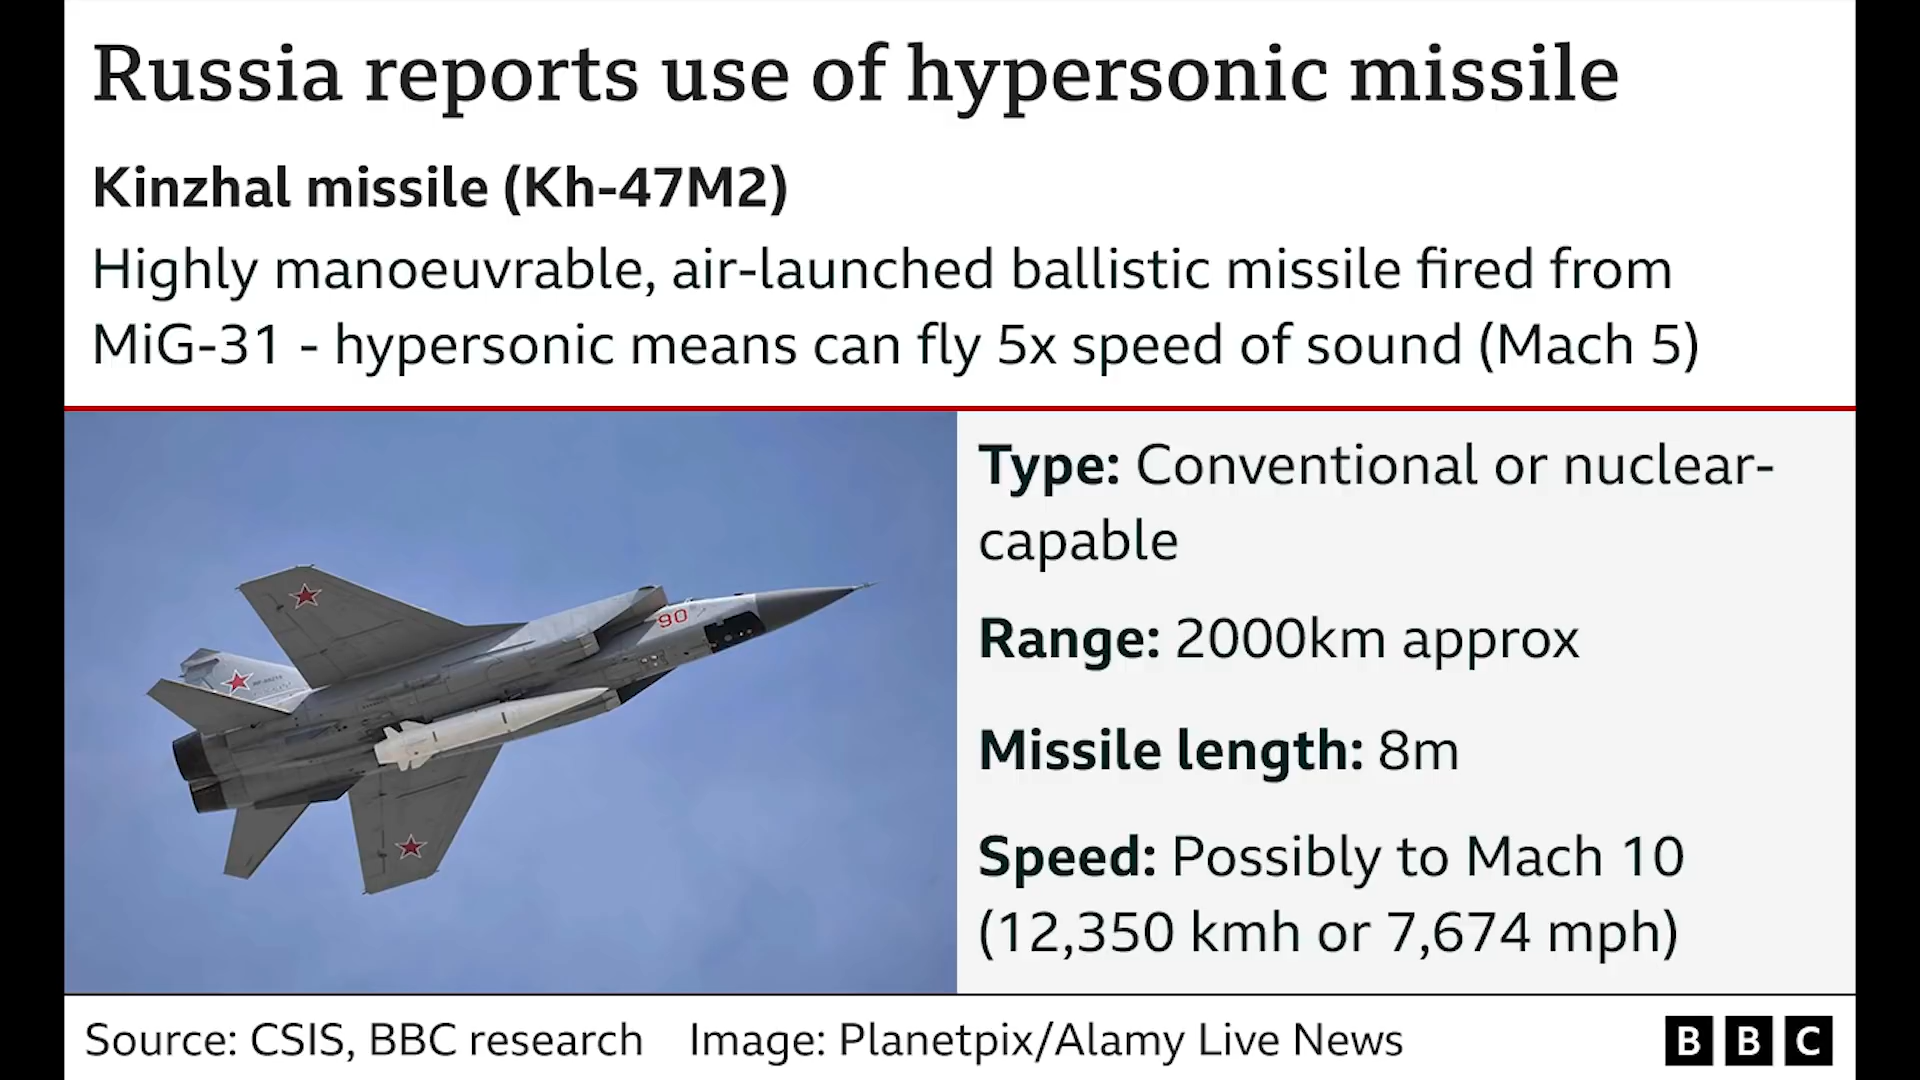 Russia reports use of hypersonic missile
Kinzhal missile (Kh-47M2)
Highly manoeuvrable, air-launched ballistic missile fired from
MiG-31 - hypersonic means can fly 5x speed of sound (Mach 5)
90
Type: Conventional or nuclear-
capable
Range: 2000km approx
Missile length: 8m
Speed: Possibly to Mach 10
(12,350 kmh or 7,674 mph)
Source: CSIS, BBC research Image: Planetpix/Alamy Live News
BBC